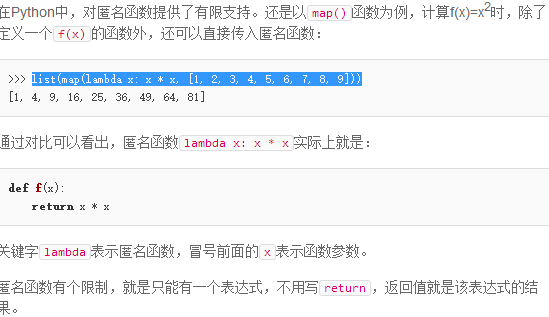 在Python中，对匿名函数提供了有限支持。还是以map()函数为例，计算f(x)=x²时，除了
定义一个f(x)的函数外，还可以直接传入匿名函数：
>>> list(map(lambda x: x * x, [1, 2, 3, 4, 5, 6, 7, 8, 9]))
[1, 4, 9, 16, 25, 36, 49, 64, 81]
通过对比可以看出，匿名函数lambda x: x * x实际上就是：
def f(x):
    return x * x
关键字lambda表示匿名函数，冒号前面的x表示函数参数。
匿名函数有个限制，就是只能有一个表达式，不用写return，返回值就是该表达式的结
果。